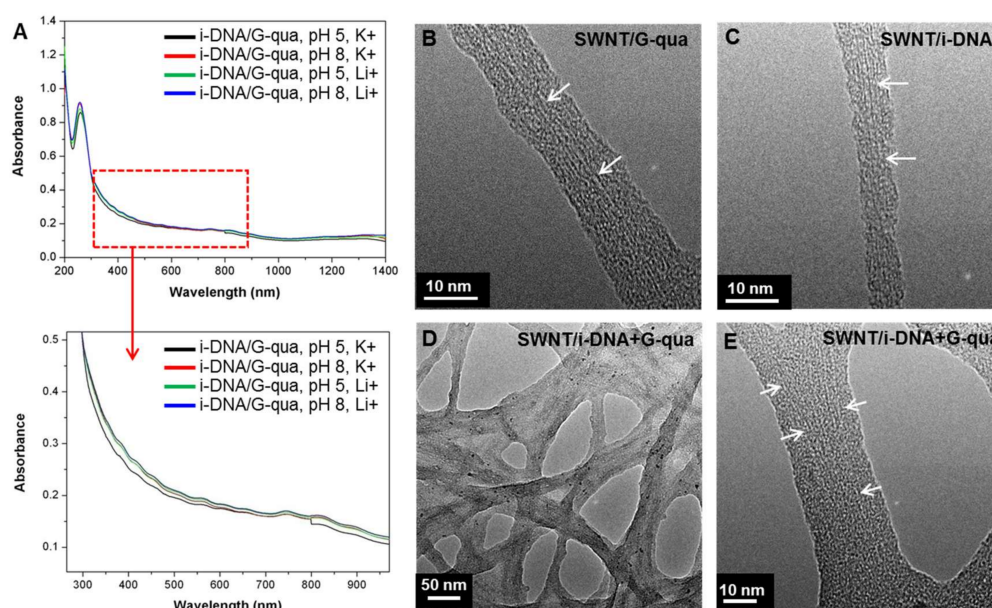 A
1.4
1.2
1.0
0.8
0.6
0.4
0.2
0.0
Absorbance
i-DNA/G-qua, pH 5, K+
i-DNA/G-qua, pH 8, K+
i-DNA/G-qua, pH 5, Li+
i-DNA/G-qua, pH 8, Li+
200 400 600 800 1000 1200 1400
Wavelength (nm)
0.5
0.4
0.3
0.2
0.1
Absorbance
i-DNA/G-qua, pH 5, K+
i-DNA/G-qua, pH 8, K+
i-DNA/G-qua, pH 5, Li+
i-DNA/G-qua, pH 8, Li+
300 400 500 600 700 800 900
Wavelength (nm)
B
SWNT/G-qua
10 nm
C
SWNT/i-DNA
10 nm
D
SWNT/i-DNA+G-qua
50 nm
E
SWNT/i-DNA+G-qua
10 nm